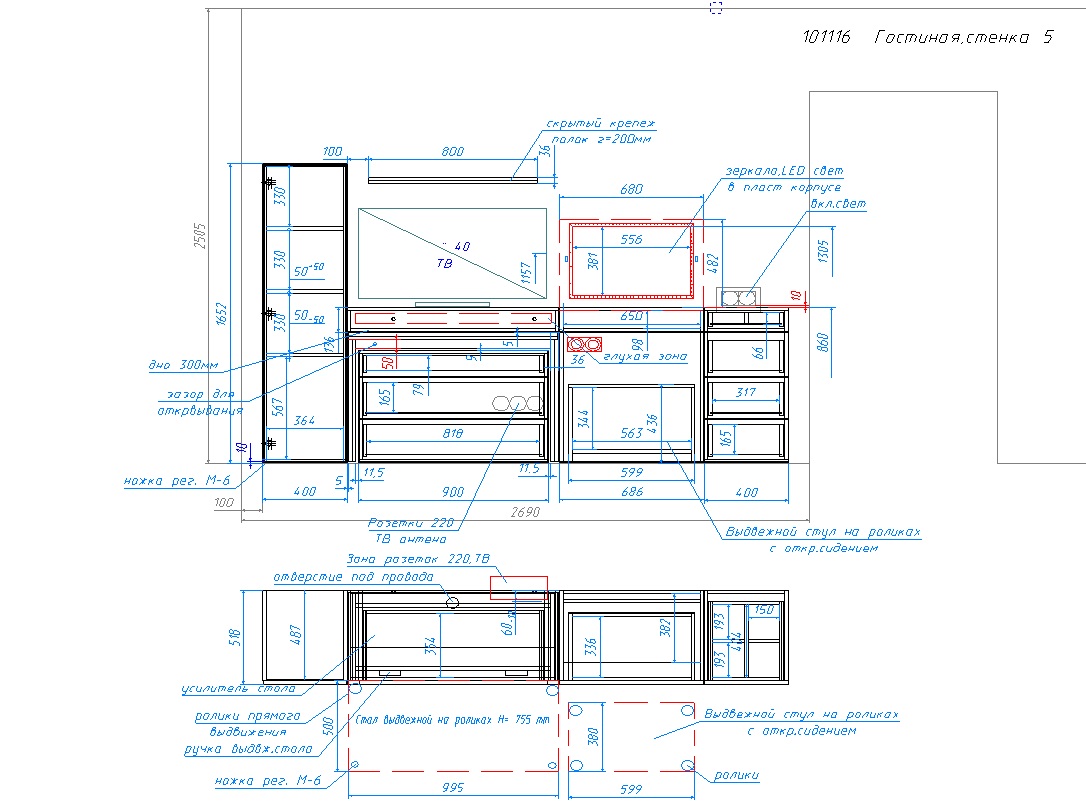 101116 Гостиная,стенка 5
скрытый крепеж
полок г=200мм
100
800
36
зеркало,LED свет
в пласт корпусе
вкл.свет
680
330
2505
556
~ 40
ТВ
330
50+50
1157
381
482
1305
1652
10
330
50-50
136
650
98
66
860
5
5
50
36
глухая зона
дно 300мм
79
зазор для
открвывания
165
567
364
317
344
436
818
563
165
10
ножка рег. М-6
5
11,5
11,5
599
400
900
686
400
100
2690
Розетки 220
ТВ антена
Выдвежной стул на роликах
с откр.сидением
Зона розеток 220,ТВ
отверстие под провода
518
487
354
60
336
382
193
193
150
усилитель стола
ролики прямога
выдвижения
ручка выдвж.стола
500
Стол выдвежной на роликах H= 755 mm
380
Выдвежной стул на роликах
с откр.сидением
ножка рег. М-6
ролики
995
599